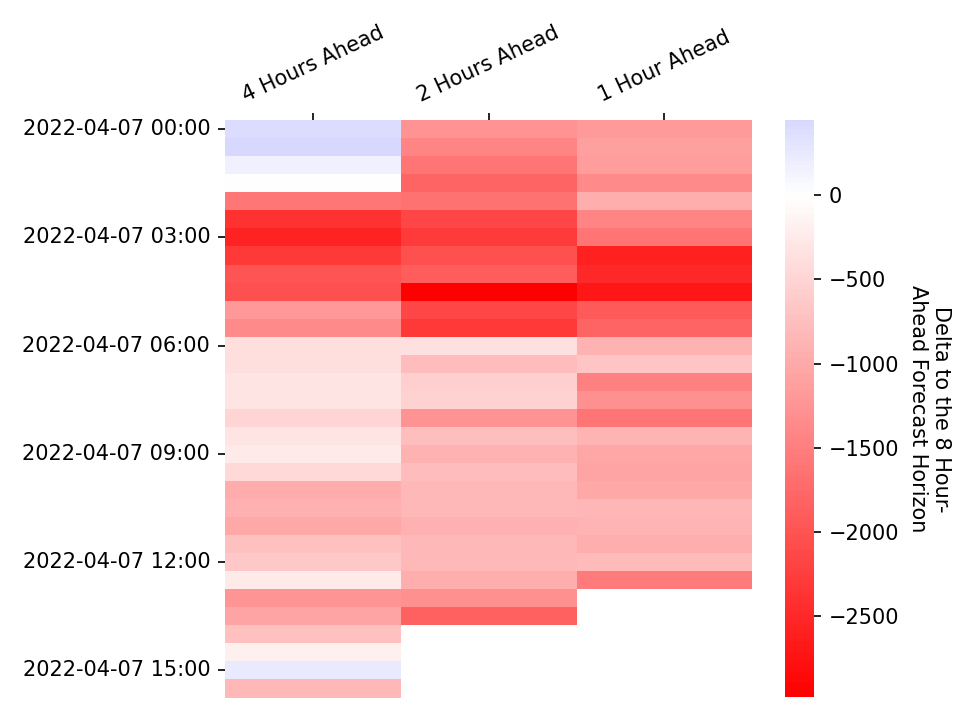 4 Hours Ahead
2 Hours Ahead
1 Hour Ahead
2022-04-07 00:00
2022-04-07 03:00
2022-04-07 06:00
2022-04-07 09:00
2022-04-07 12:00
2022-04-07 15:00
0
−500
−1000
−1500
−2000
−2500
Delta to the 8 Hour-
Ahead Forecast Horizon